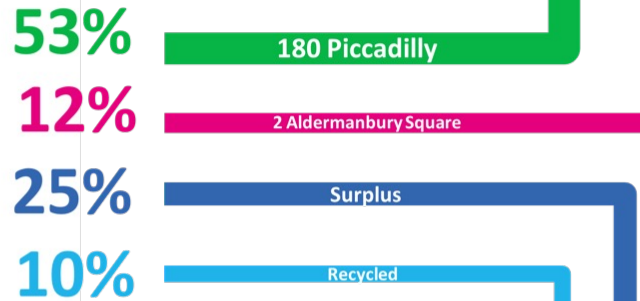 53%
180 Piccadilly
12%
2 Aldermanbury Square
25%
Surplus
10%
Recycled